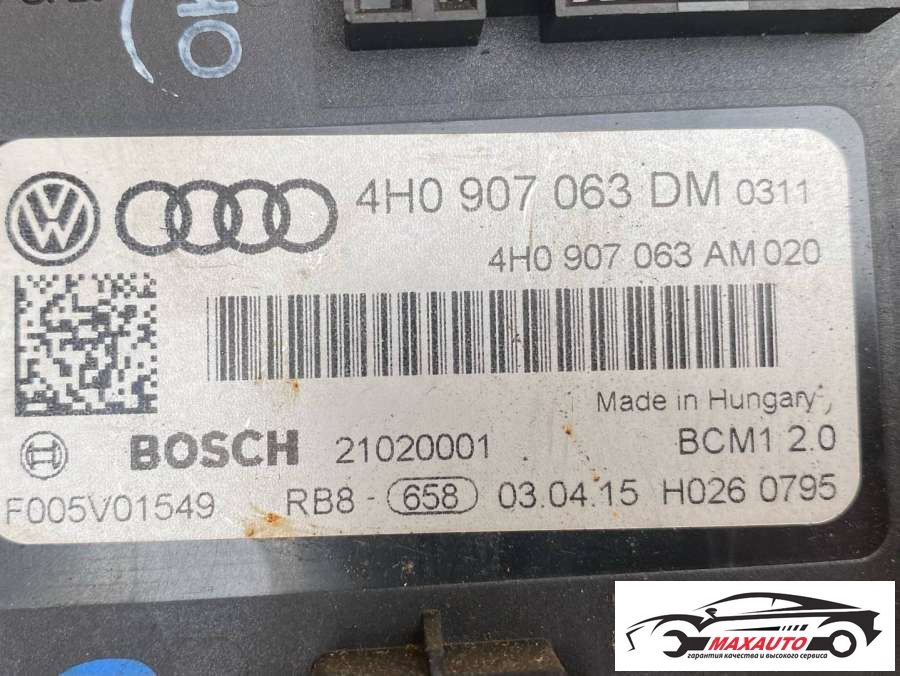 HO
4H0 907 063 DM 0311
4H0 907 063 AM 020
Made in Hungary
BOSCH 21020001 BCM1 2.0
F005V01549 RB8 - 658 03.04.15 H026 0795
MAXAUTO
гарантия качества и высокого сервиса